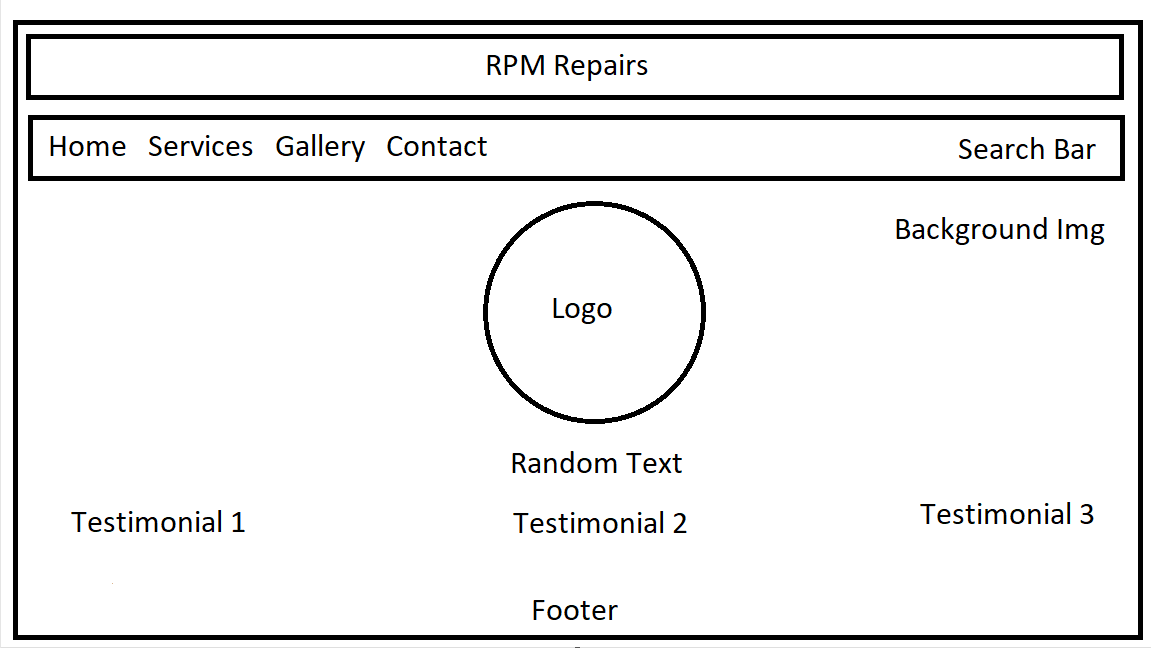 RPM Repairs
Home Services Gallery Contact Search Bar
Background Img
Logo
Random Text
Testimonial 1 Testimonial 2 Testimonial 3
Footer